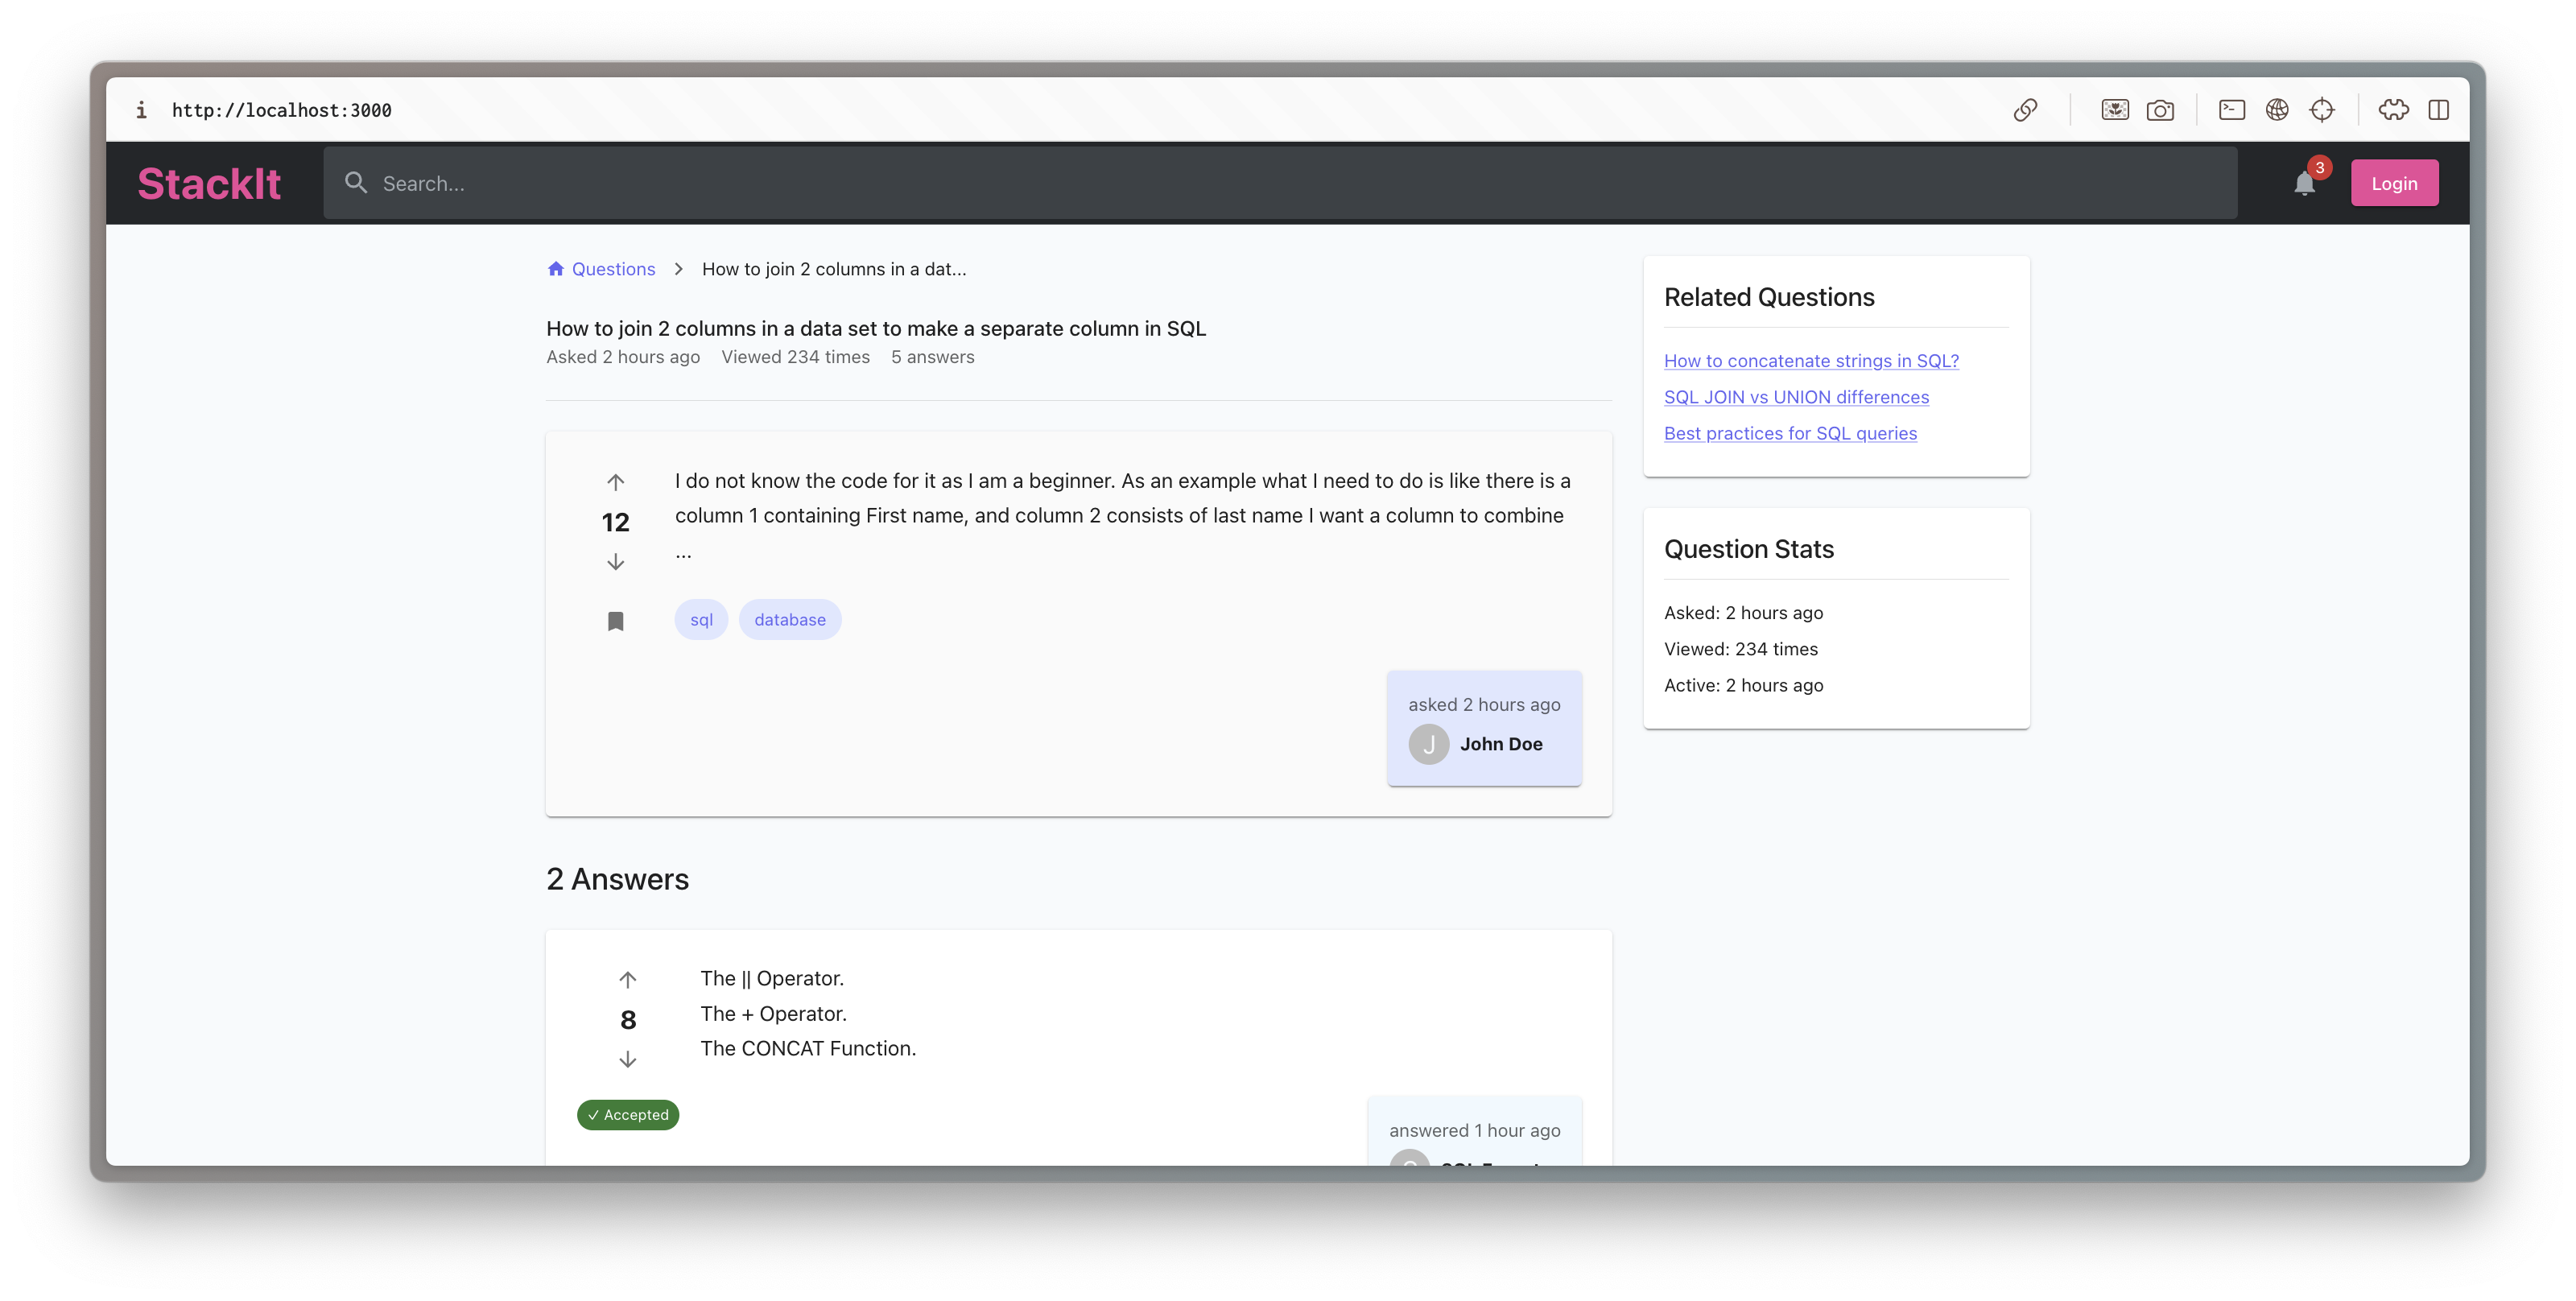 http://localhost:3000
StackIt
Search...
3
Login
Questions
How to join 2 columns in a dat...
How to join 2 columns in a data set to make a separate column in SQL
Asked 2 hours ago Viewed 234 times 5 answers
I do not know the code for it as I am a beginner. As an example what I need to do is like there is a
column 1 containing First name, and column 2 consists of last name I want a column to combine
...
12
sql
database
asked 2 hours ago
J
John Doe
2 Answers
The || Operator.
The + Operator.
The CONCAT Function.
8
✓ Accepted
answered 1 hour ago
Related Questions
How to concatenate strings in SQL?
SQL JOIN vs UNION differences
Best practices for SQL queries
Question Stats
Asked: 2 hours ago
Viewed: 234 times
Active: 2 hours ago